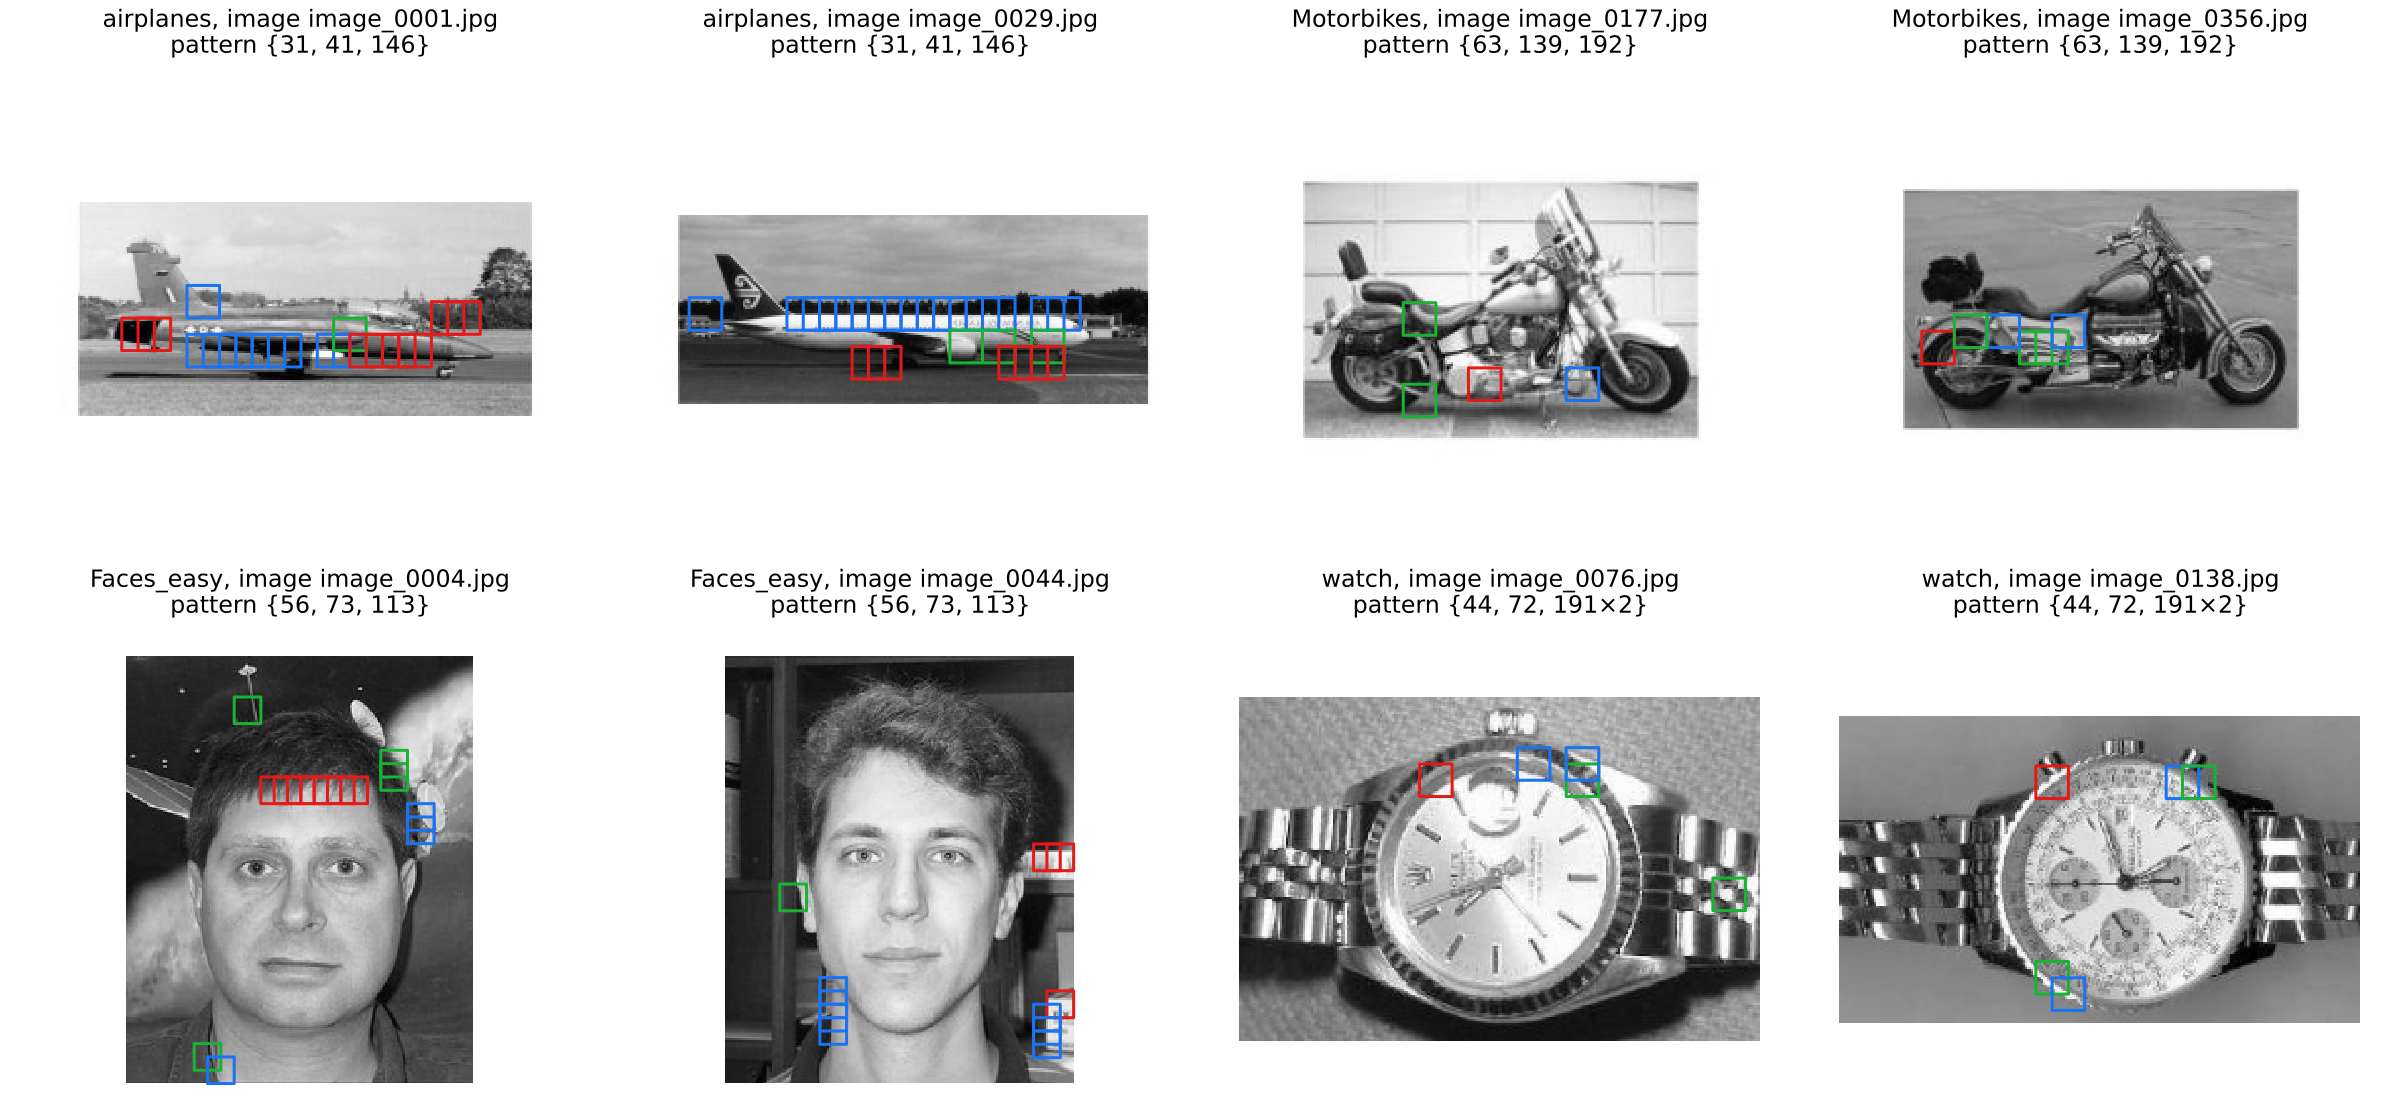 airplanes, image image_0001.jpg
pattern {31, 41, 146}
airplanes, image image_0029.jpg
pattern {31, 41, 146}
Motorbikes, image image_0177.jpg
pattern {63, 139, 192}
Motorbikes, image image_0356.jpg
pattern {63, 139, 192}
Faces_easy, image image_0004.jpg
pattern {56, 73, 113}
Faces_easy, image image_0044.jpg
pattern {56, 73, 113}
watch, image image_0076.jpg
pattern {44, 72, 191×2}
watch, image image_0138.jpg
pattern {44, 72, 191×2}